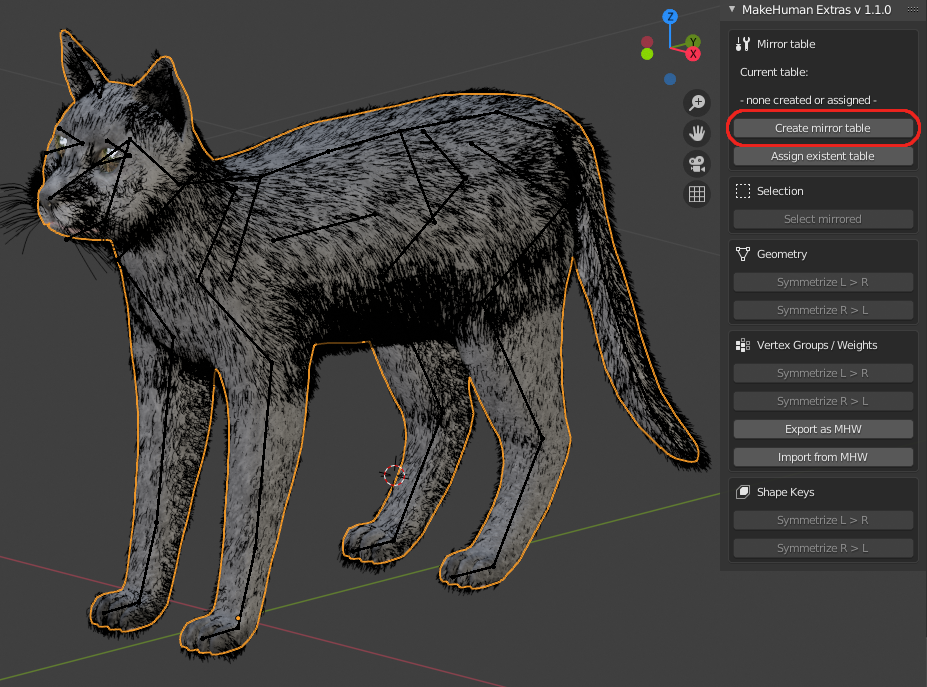 MakeHuman Extras v 1.1.0
Mirror table
Current table:
- none created or assigned -
Create mirror table
Assign existent table
Selection
Select mirrored
Geometry
Symmetrize L > R
Symmetrize R > L
Vertex Groups / Weights
Symmetrize L > R
Symmetrize R > L
Export as MHW
Import from MHW
Shape Keys
Symmetrize L > R
Symmetrize R > L
Z
Y
X